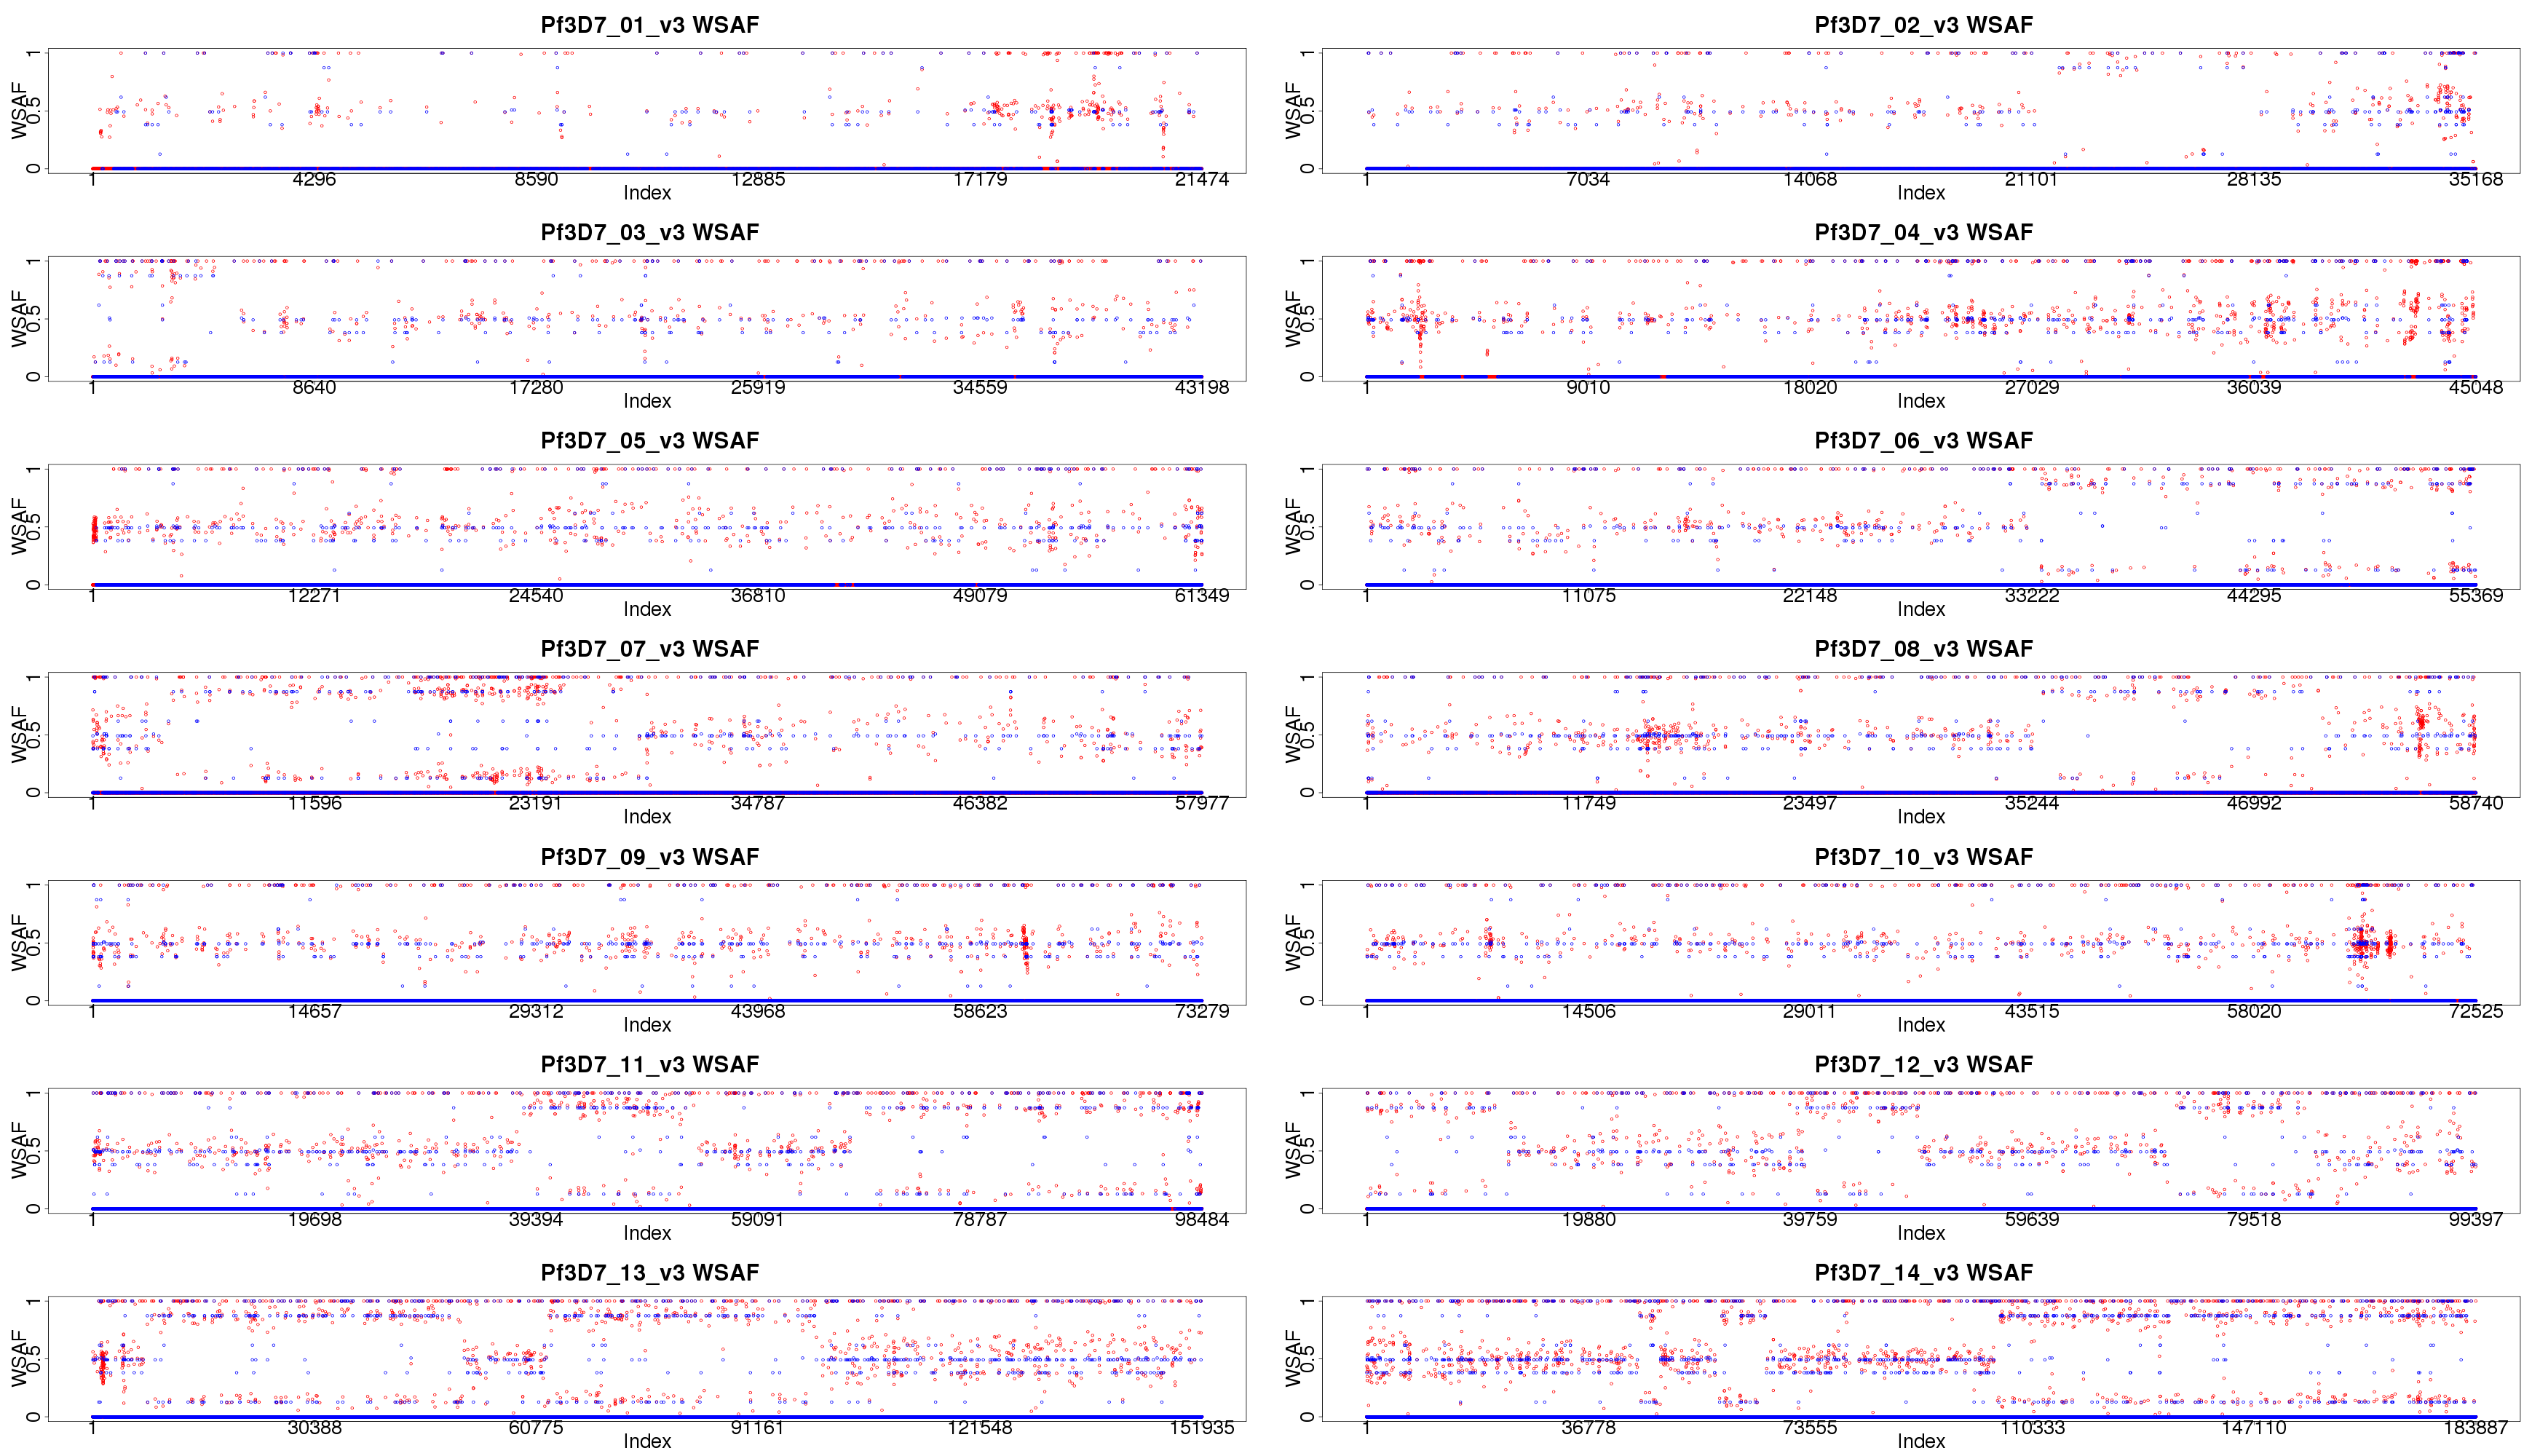 Pf3D7_01_v3 WSAF
WSAF
0 0.5 1
1 4296 8590 12885 17179 21474
Index
Pf3D7_02_v3 WSAF
WSAF
0 0.5 1
1 7034 14068 21101 28135 35168
Index
Pf3D7_03_v3 WSAF
WSAF
0 0.5 1
1 8640 17280 25919 34559 43198
Index
Pf3D7_04_v3 WSAF
WSAF
0 0.5 1
1 9010 18020 27029 36039 45048
Index
Pf3D7_05_v3 WSAF
WSAF
0 0.5 1
1 12271 24540 36810 49079 61349
Index
Pf3D7_06_v3 WSAF
WSAF
0 0.5 1
1 11075 22148 33222 44295 55369
Index
Pf3D7_07_v3 WSAF
WSAF
0 0.5 1
1 11596 23191 34787 46382 57977
Index
Pf3D7_08_v3 WSAF
WSAF
0 0.5 1
1 11749 23497 35244 46992 58740
Index
Pf3D7_09_v3 WSAF
WSAF
0 0.5 1
1 14657 29312 43968 58623 73279
Index
Pf3D7_10_v3 WSAF
WSAF
0 0.5 1
1 14506 29011 43515 58020 72525
Index
Pf3D7_11_v3 WSAF
WSAF
0 0.5 1
1 19698 39394 59091 78787 98484
Index
Pf3D7_12_v3 WSAF
WSAF
0 0.5 1
1 19880 39759 59639 79518 99397
Index
Pf3D7_13_v3 WSAF
WSAF
0 0.5 1
1 30388 60775 91161 121548 151935
Index
Pf3D7_14_v3 WSAF
WSAF
0 0.5 1
1 36778 73555 110333 147110 183887
Index